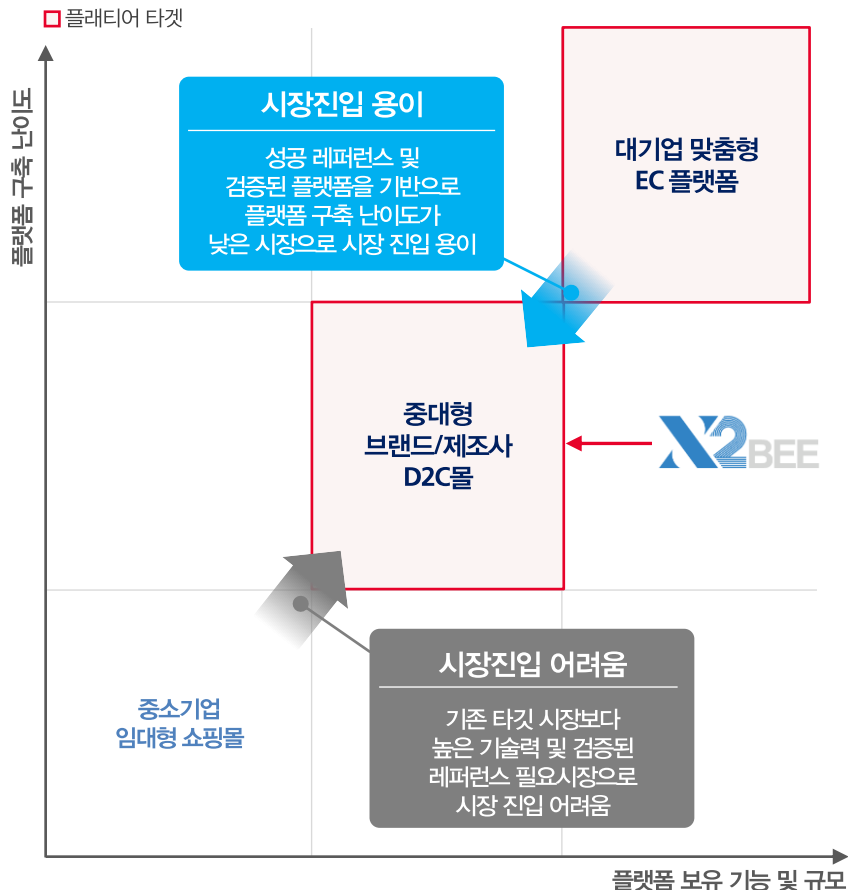 플래티어 타겟
플랫폼 구축 난이도
시장진입 용이
성공 레퍼런스 및
검증된 플랫폼을 기반으로
플랫폼 구축 난이도가
낮은 시장으로 시장 진입 용이
대기업 맞춤형
EC 플랫폼
중대형
브랜드/제조사
D2C몰
X2BEE
시장진입 어려움
기존 타깃 시장보다
높은 기술력 및 검증된
레퍼런스 필요시장으로
시장 진입 어려움
중소기업
임대형 쇼핑몰
플랫폼 보유 기능 및 규모